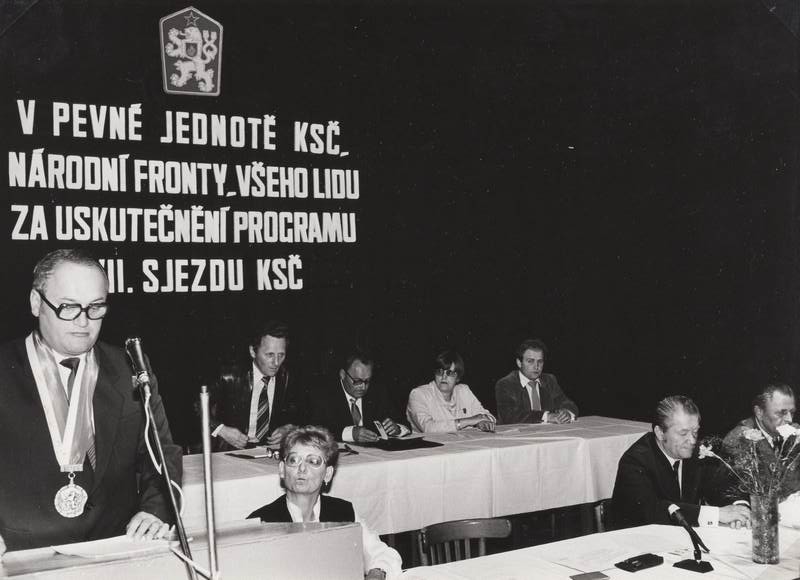 V PEVNÉ JEDNOTĚ KSČ,
NÁRODNÍ FRONTY, VŠEHO LIDU
ZA USKUTEČNĚNÍ PROGRAMU
II. SJEZDU KSČ